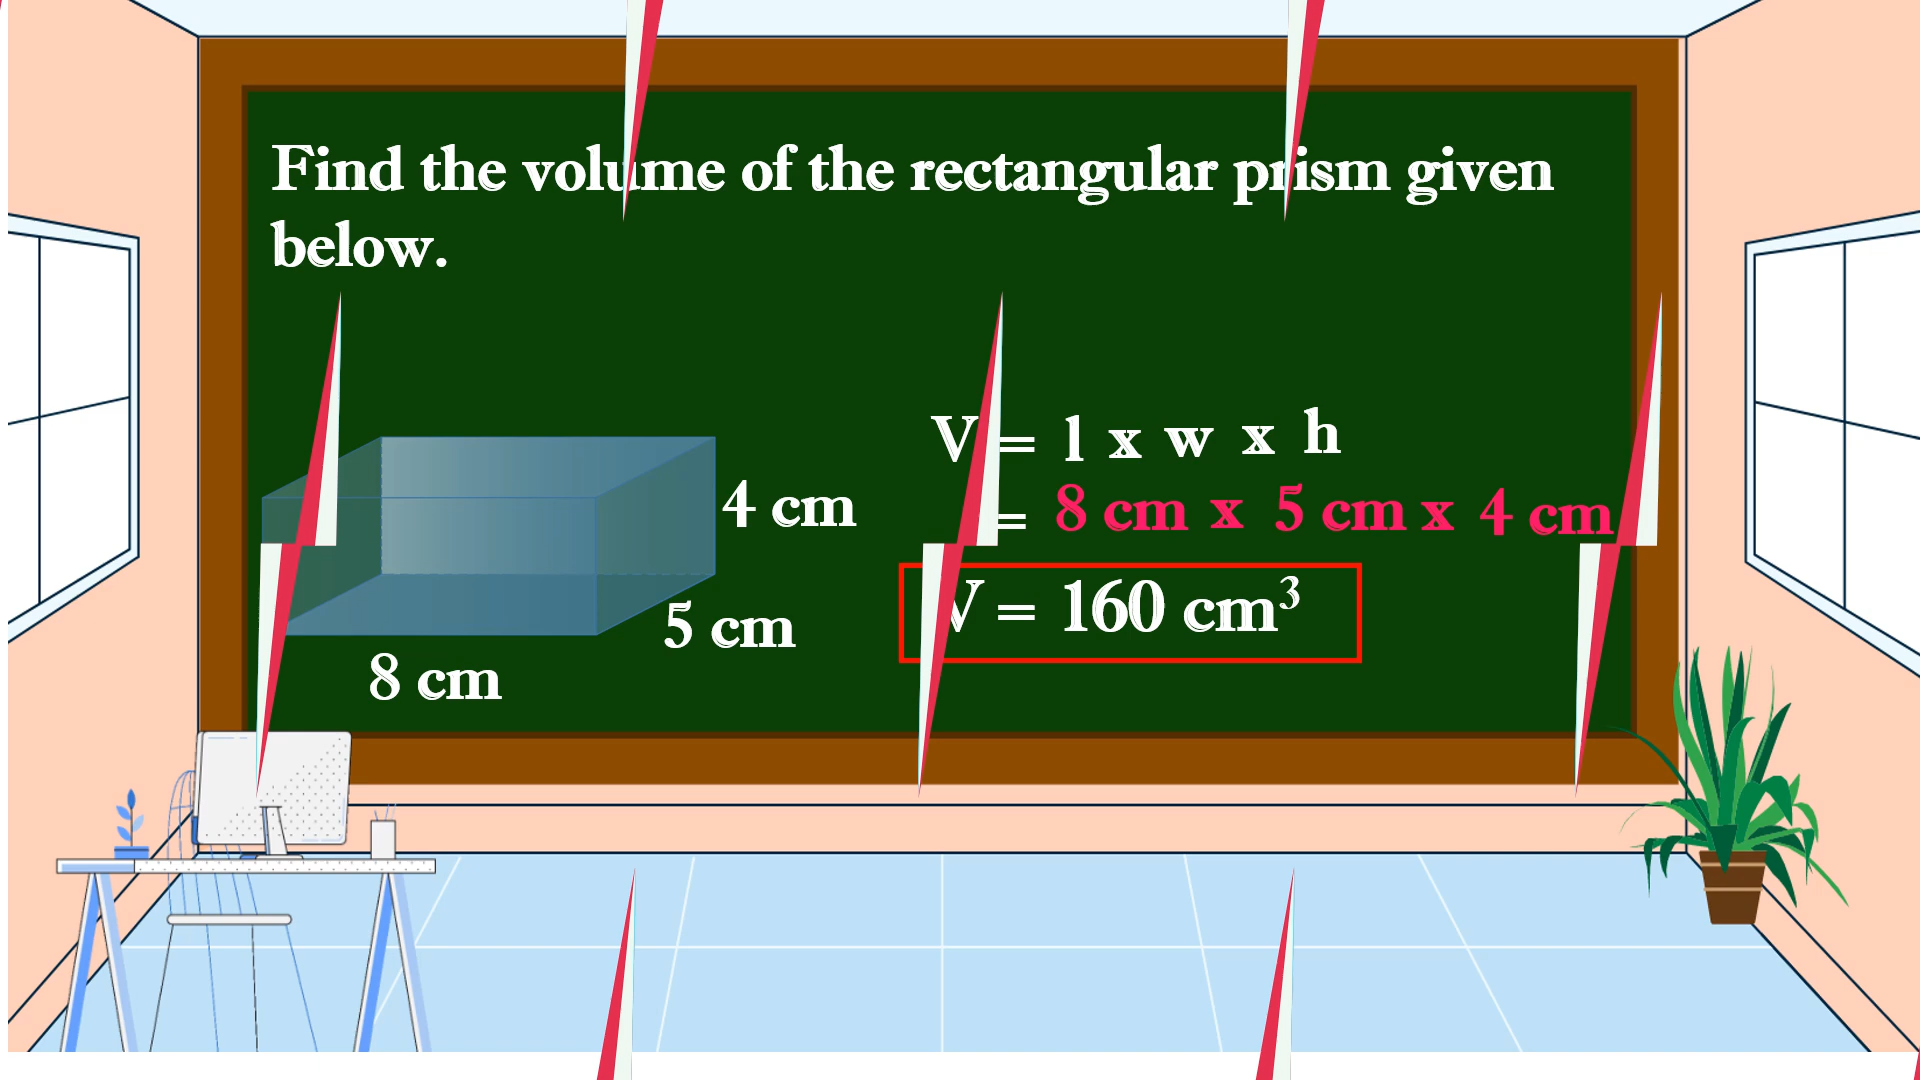 Find the volume of the rectangular prism given
below.
V = l x w x h
= 8 cm x 5 cm x 4 cm
V = 160 cm³
4 cm
5 cm
8 cm